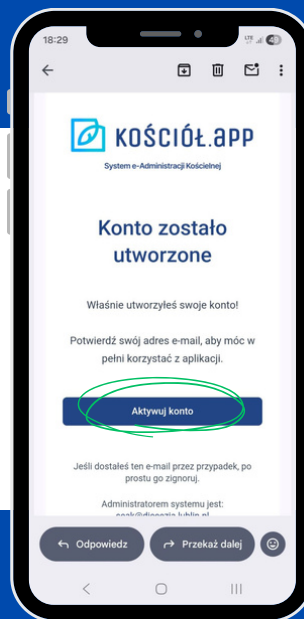 18:29
KOŚCIÓŁ.APP
System e-Administracji Kościelnej
Konto zostało
utworzone
Właśnie utworzyłeś swoje konto!
Potwierdź swój adres e-mail, aby móc w
pełni korzystać z aplikacji.
Aktywuj konto
Jeśli dostałeś ten e-mail przez przypadek, po
prostu go zignoruj.
Administratorem systemu jest:
Odpowiedz
Przekaż dalej